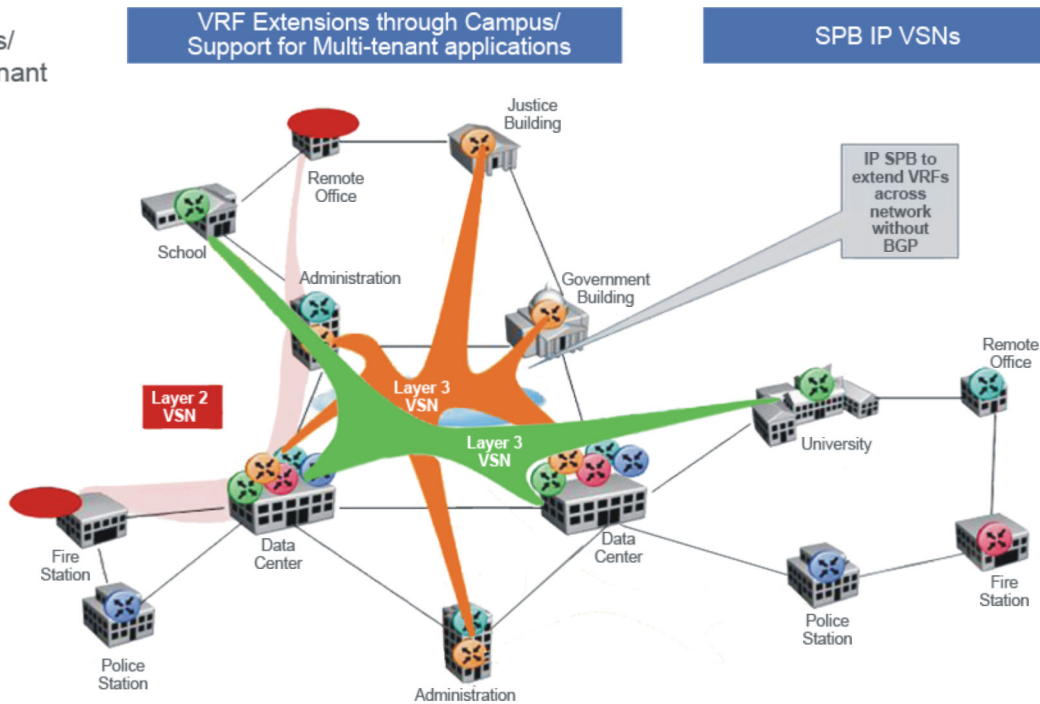 s/
nant
VRF Extensions through Campus/
Support for Multi-tenant applications
SPB IP VSNs
Justice
Building
Remote
Office
School
IP SPB to
extend VRFs
across
network
without
BGP
Administration
Government
Building
Remote
Office
Layer 2
VSN
Layer 3
VSN
Layer 3
VSN
University
Fire
Station
Data
Center
Data
Center
Fire
Station
Police
Station
Police
Station
Administration